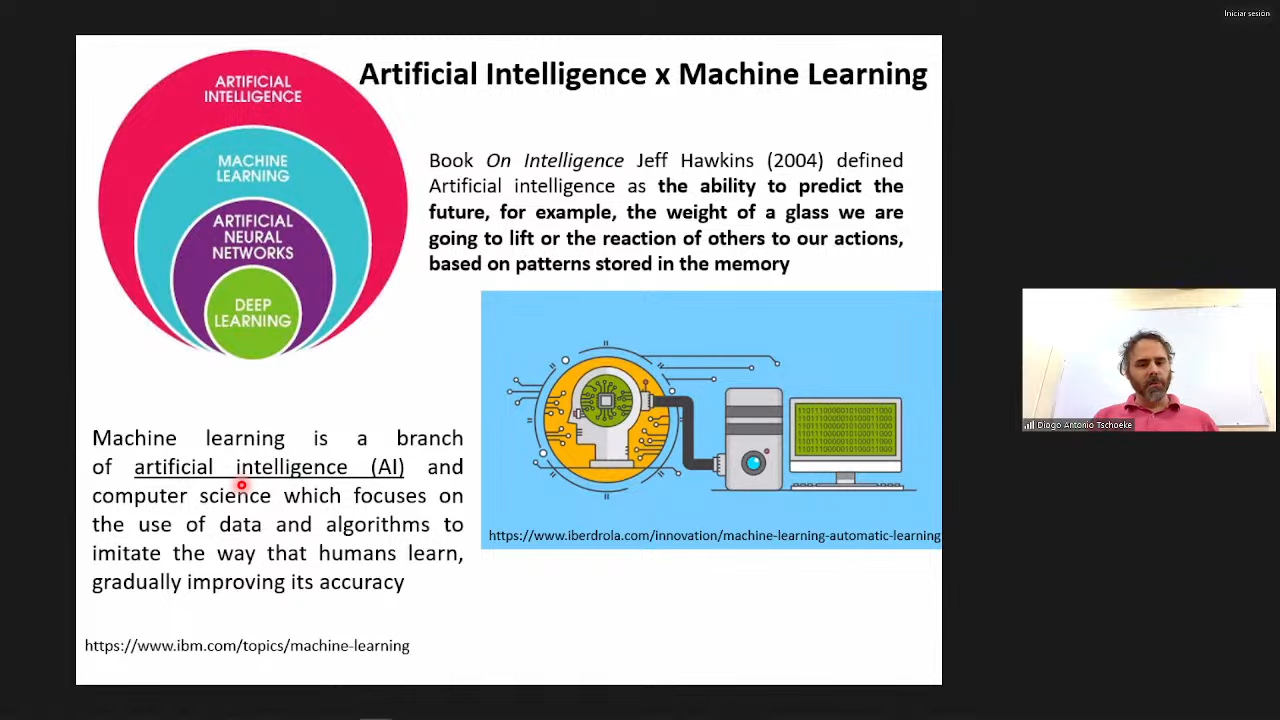 Iniciar sesión
Artificial Intelligence x Machine Learning
ARTIFICIAL
INTELLIGENCE
MACHINE
LEARNING
ARTIFICIAL
NEURAL
NETWORKS
DEEP
LEARNING
Book On Intelligence Jeff Hawkins (2004) defined
Artificial intelligence as the ability to predict the
future, for example, the weight of a glass we are
going to lift or the reaction of others to our actions,
based on patterns stored in the memory
https://www.iberdrola.com/innovation/machine-learning-automatic-learning
Machine learning is a branch
of artificial intelligence (AI) and
computer science which focuses on
the use of data and algorithms to
imitate the way that humans learn,
gradually improving its accuracy
https://www.ibm.com/topics/machine-learning
Diogo Antonio Tschoeke